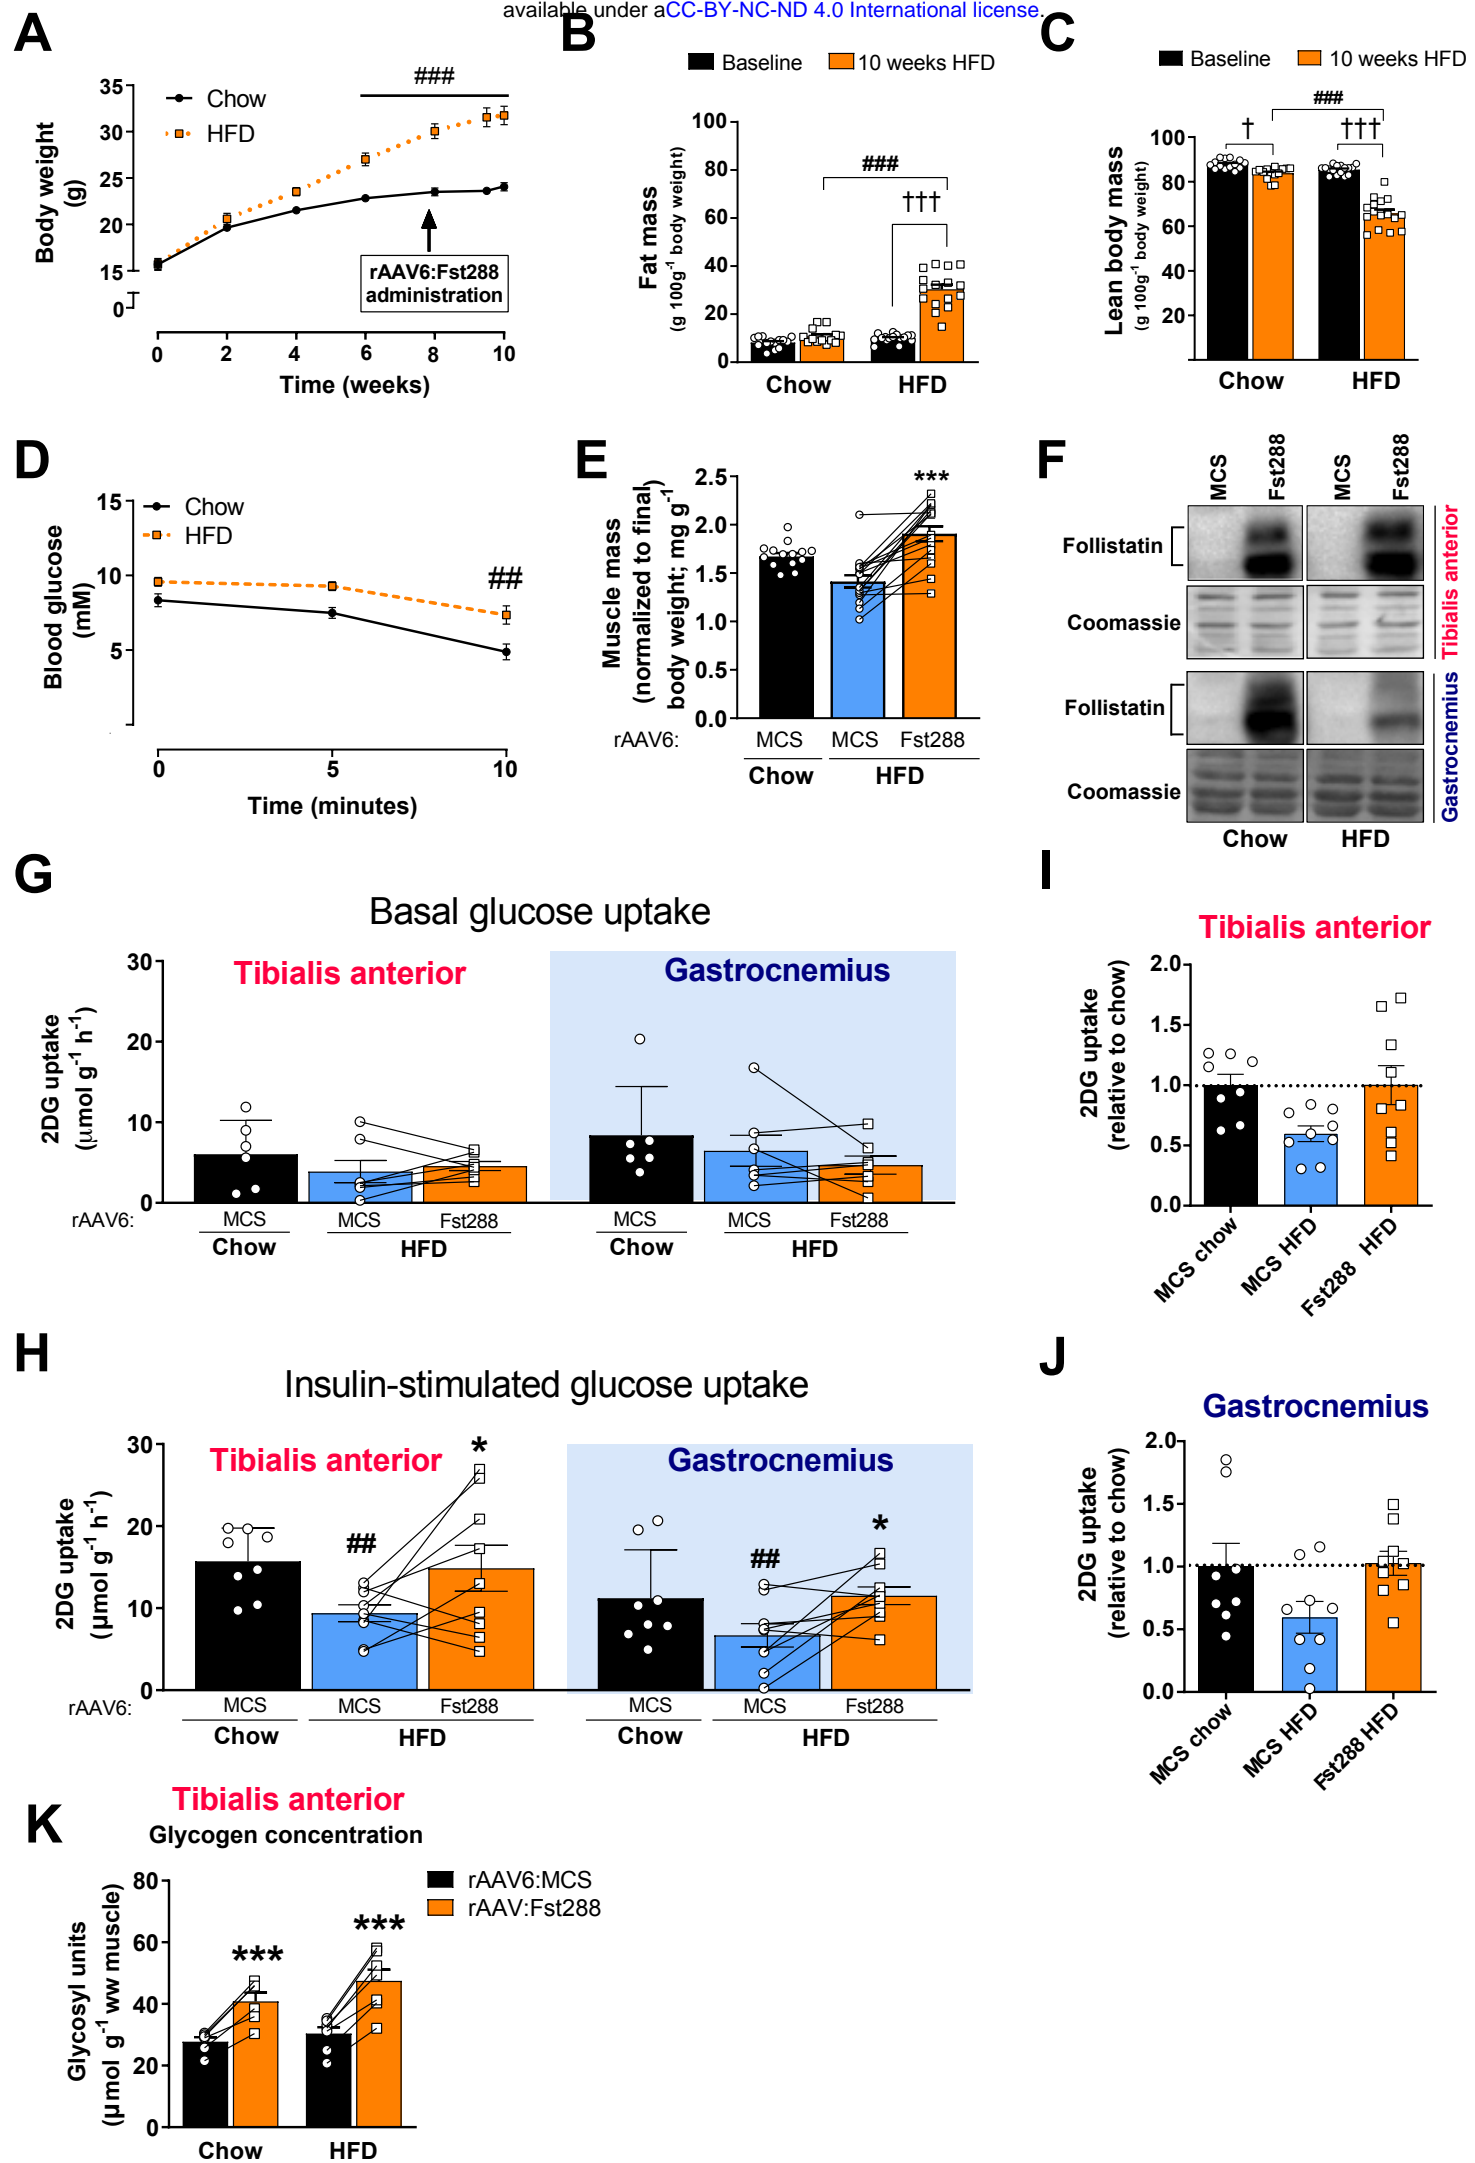 available under aCC-BY-NC-ND 4.0 International license.
A
Body weight
(g)
35
30
25
20
15
0
Chow
HFD
###
rAAV6:Fst288
administration
0 2 4 6 8 10
Time (weeks)
B
Baseline
10 weeks HFD
Fat mass
(g 100g-1 body weight)
100
80
60
40
20
0
###
†††
Chow HFD
C
Baseline
10 weeks HFD
Lean body mass
(g 100g-1 body weight)
100
80
60
40
20
###
† †††
Chow HFD
D
Blood glucose
(mM)
15
10
5
Chow
HFD
##
0 5 10
Time (minutes)
E
Muscle mass
(normalized to final
body weight; mg g-1)
2.5
2.0
1.5
1.0
0.5
0.0
***
rAAV6: MCS MCS Fst288
Chow HFD
F
MCS Fst288 MCS Fst288
Follistatin
Coomassie
Tibialis anterior
Follistatin
Coomassie
Gastrocnemius
Chow HFD
G
Basal glucose uptake
Tibialis anterior Gastrocnemius
2DG uptake
(µmol g-1 h-1)
30
20
10
0
rAAV6: MCS MCS Fst288 MCS MCS Fst288
Chow HFD Chow HFD
I
Tibialis anterior
2DG uptake
(relative to chow)
2.0
1.5
1.0
0.5
0.0
MCS chow
MCS HFD
Fst288 HFD
H
Insulin-stimulated glucose uptake
Tibialis anterior Gastrocnemius
2DG uptake
(µmol g-1 h-1)
30
20
10
0
## * ## *
rAAV6: MCS MCS Fst288 MCS MCS Fst288
Chow HFD Chow HFD
J
Gastrocnemius
2DG uptake
(relative to chow)
2.0
1.5
1.0
0.5
0.0
MCS chow
MCS HFD
Fst288 HFD
K
Tibialis anterior
Glycogen concentration
Glycosyl units
(µmol g-1 ww muscle)
80
60
40
20
0
rAAV6:MCS
rAAV:Fst288
*** ***
Chow HFD